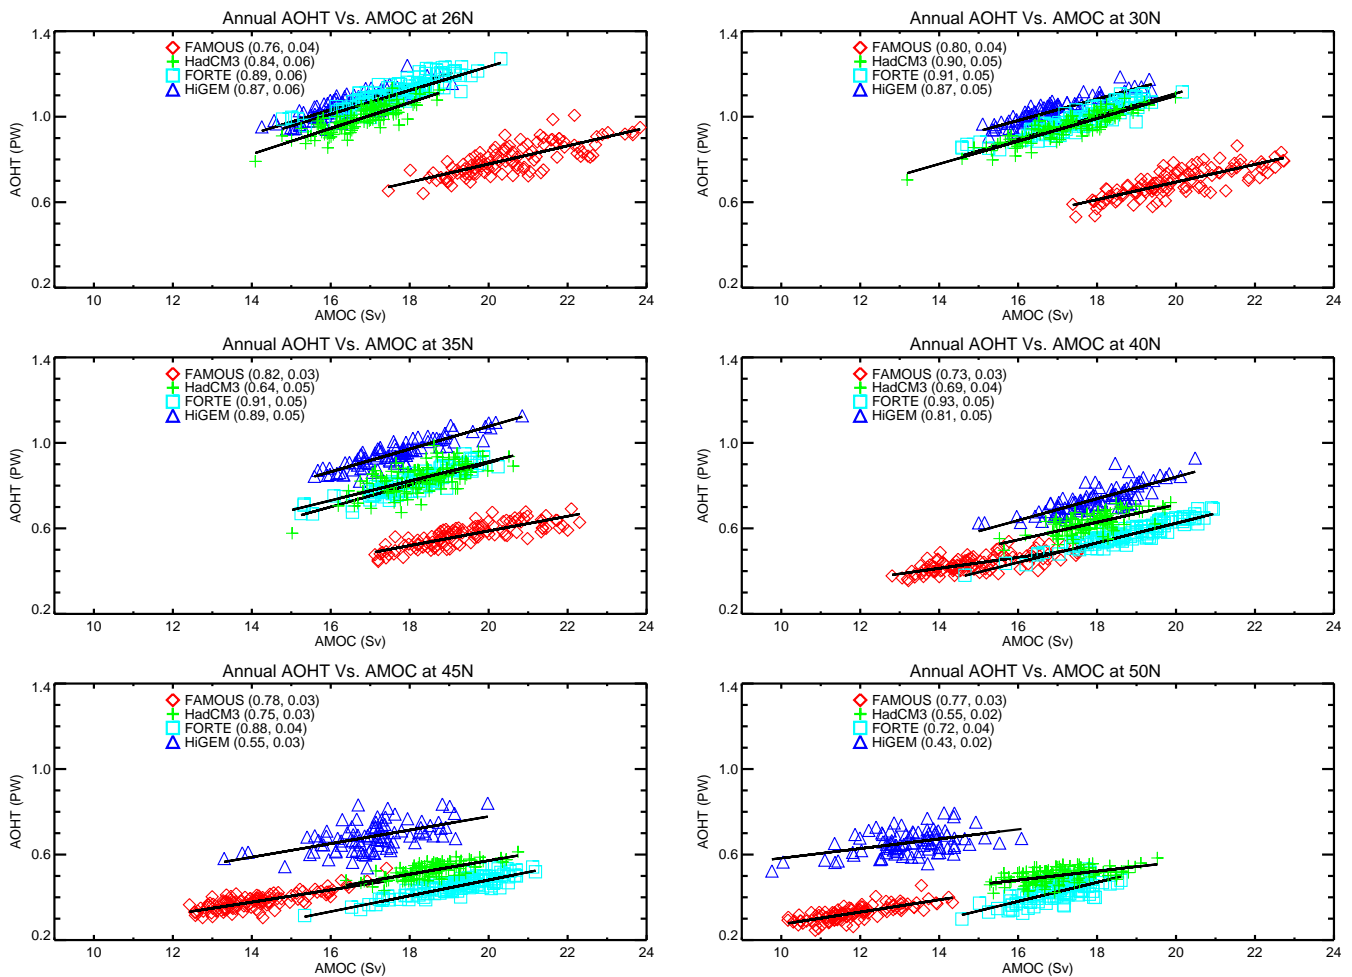 Annual AOHT Vs. AMOC at 26N
1.4
1.0
0.6
0.2
AOHT (PW)
FAMOUS (0.76, 0.04)
HadCM3 (0.84, 0.06)
FORTE (0.89, 0.06)
HiGEM (0.87, 0.06)
10 12 14 16 18 20 22 24
AMOC (Sv)
Annual AOHT Vs. AMOC at 30N
1.4
1.0
0.6
0.2
AOHT (PW)
FAMOUS (0.80, 0.04)
HadCM3 (0.90, 0.05)
FORTE (0.91, 0.05)
HiGEM (0.87, 0.05)
10 12 14 16 18 20 22 24
AMOC (Sv)
Annual AOHT Vs. AMOC at 35N
1.4
1.0
0.6
0.2
AOHT (PW)
FAMOUS (0.82, 0.03)
HadCM3 (0.64, 0.05)
FORTE (0.91, 0.05)
HiGEM (0.89, 0.05)
10 12 14 16 18 20 22 24
AMOC (Sv)
Annual AOHT Vs. AMOC at 40N
1.4
1.0
0.6
0.2
AOHT (PW)
FAMOUS (0.73, 0.03)
HadCM3 (0.69, 0.04)
FORTE (0.93, 0.05)
HiGEM (0.81, 0.05)
10 12 14 16 18 20 22 24
AMOC (Sv)
Annual AOHT Vs. AMOC at 45N
1.4
1.0
0.6
0.2
AOHT (PW)
FAMOUS (0.78, 0.03)
HadCM3 (0.75, 0.03)
FORTE (0.88, 0.04)
HiGEM (0.55, 0.03)
10 12 14 16 18 20 22 24
AMOC (Sv)
Annual AOHT Vs. AMOC at 50N
1.4
1.0
0.6
0.2
AOHT (PW)
FAMOUS (0.77, 0.03)
HadCM3 (0.55, 0.02)
FORTE (0.72, 0.04)
HiGEM (0.43, 0.02)
10 12 14 16 18 20 22 24
AMOC (Sv)